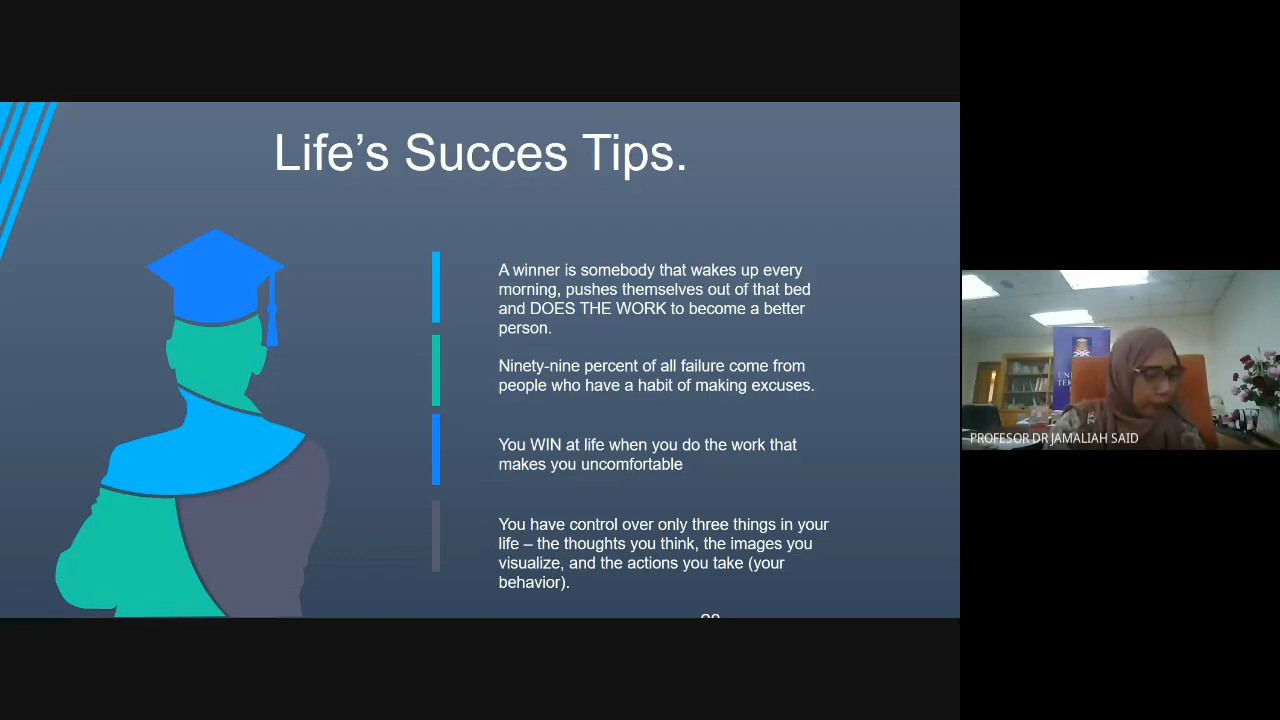 Life’s Succes Tips.
A winner is somebody that wakes up every
morning, pushes themselves out of that bed
and DOES THE WORK to become a better
person.
Ninety-nine percent of all failure come from
people who have a habit of making excuses.
You WIN at life when you do the work that
makes you uncomfortable
You have control over only three things in your
life – the thoughts you think, the images you
visualize, and the actions you take (your
behavior).
PROFESOR DR JAMALIAH SAID